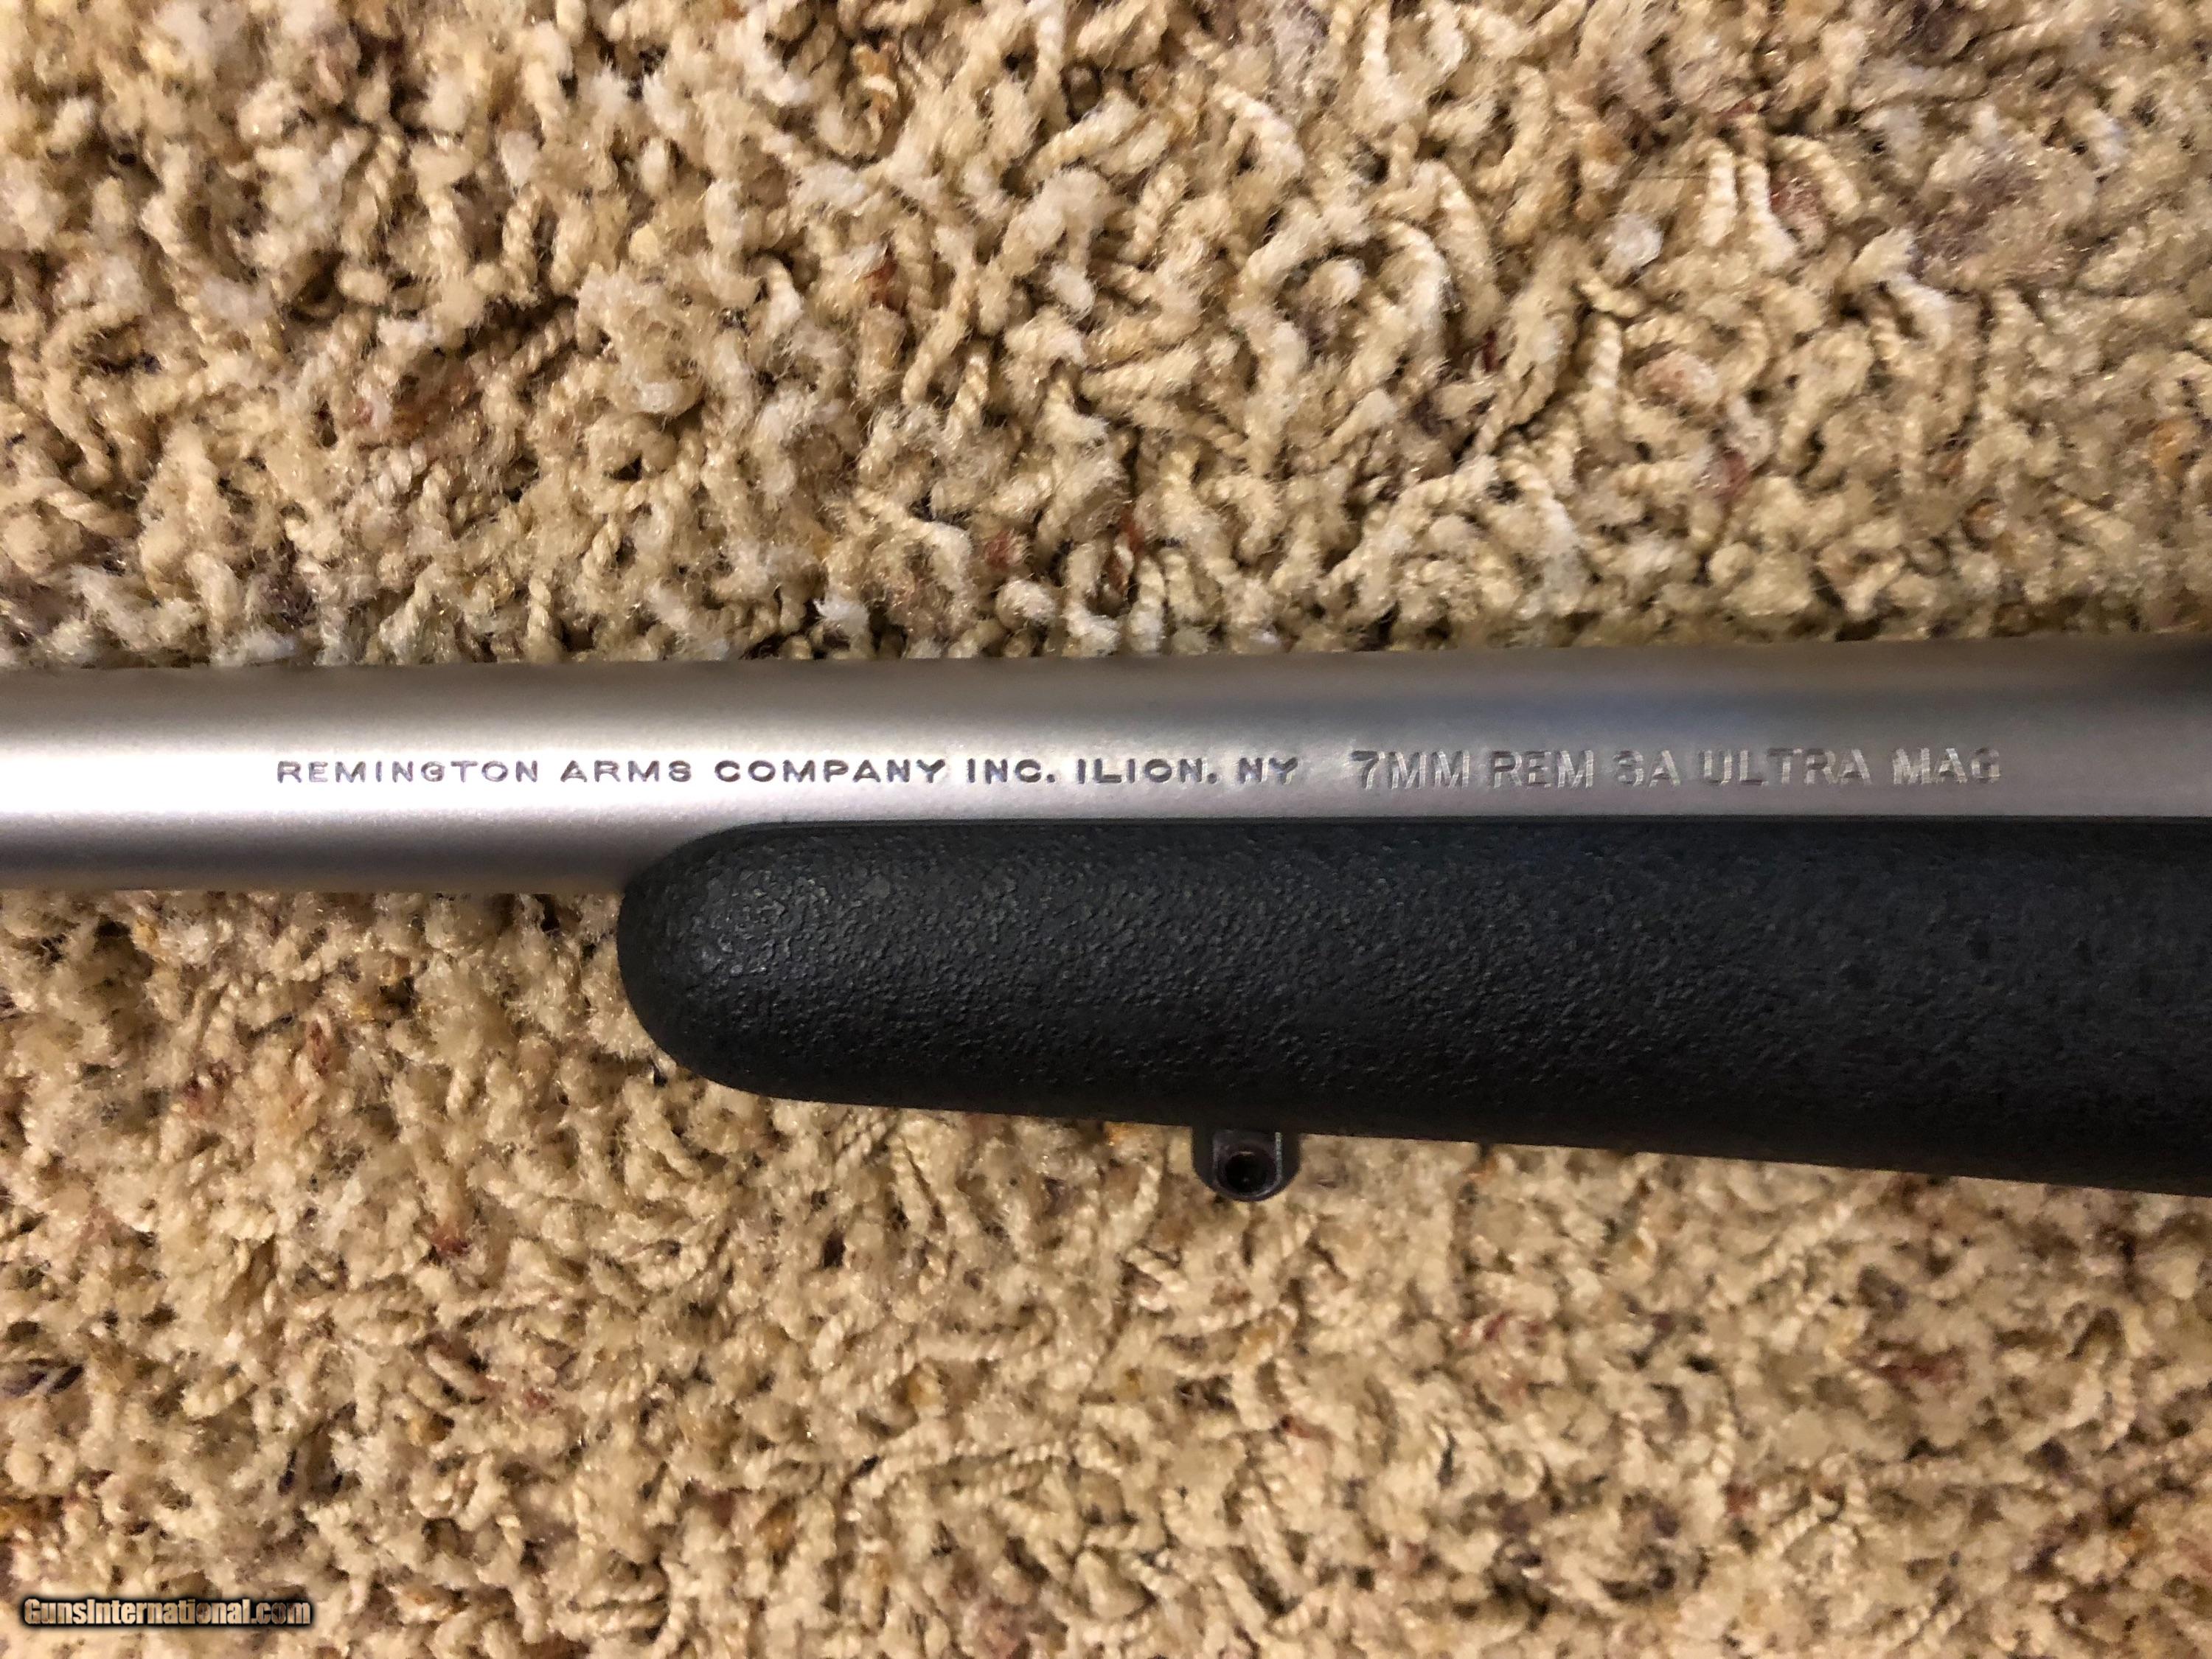 REMINGTON ARMS COMPANY INC. ILION. NY 7MM REM SA ULTRA MAG
GunsInternational.com